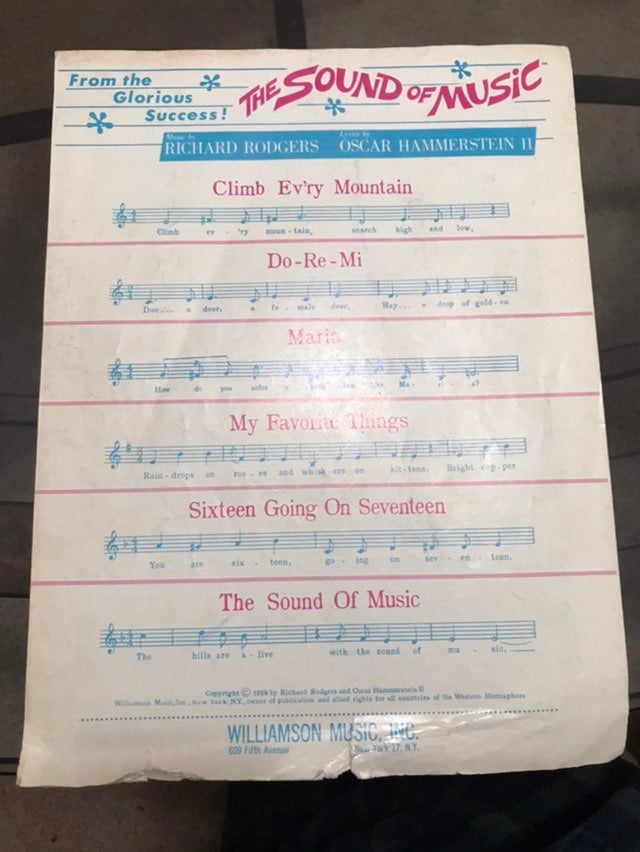 From the
Glorious
Success!
THE SOUND OF MUSIC
Music by
RICHARD RODGERS
Lyrics by
OSCAR HAMMERSTEIN II
Climb Ev'ry Mountain
Climb ev - 'ry moun - tain, search high and low,
Do-Re-Mi
Doe... a deer, a fe - male deer, Ray... a drop of gold - en
Maria
How do you solve a prob - lem like Ma - ri - a?
My Favorite Things
Rain - drops on ros - es and whisk - ers on kit - tens, Bright cop - per
Sixteen Going On Seventeen
You are six - teen, go - ing on sev - en - teen,
The Sound Of Music
The hills are a - live with the sound of mu - sic,
Copyright © 1959 by Richard Rodgers and Oscar Hammerstein II
Williamson Music, Inc., New York, N.Y., owner of publication and allied rights for all countries of the Western Hemisphere
WILLIAMSON MUSIC, INC.
609 Fifth Avenue New York 17, N.Y.